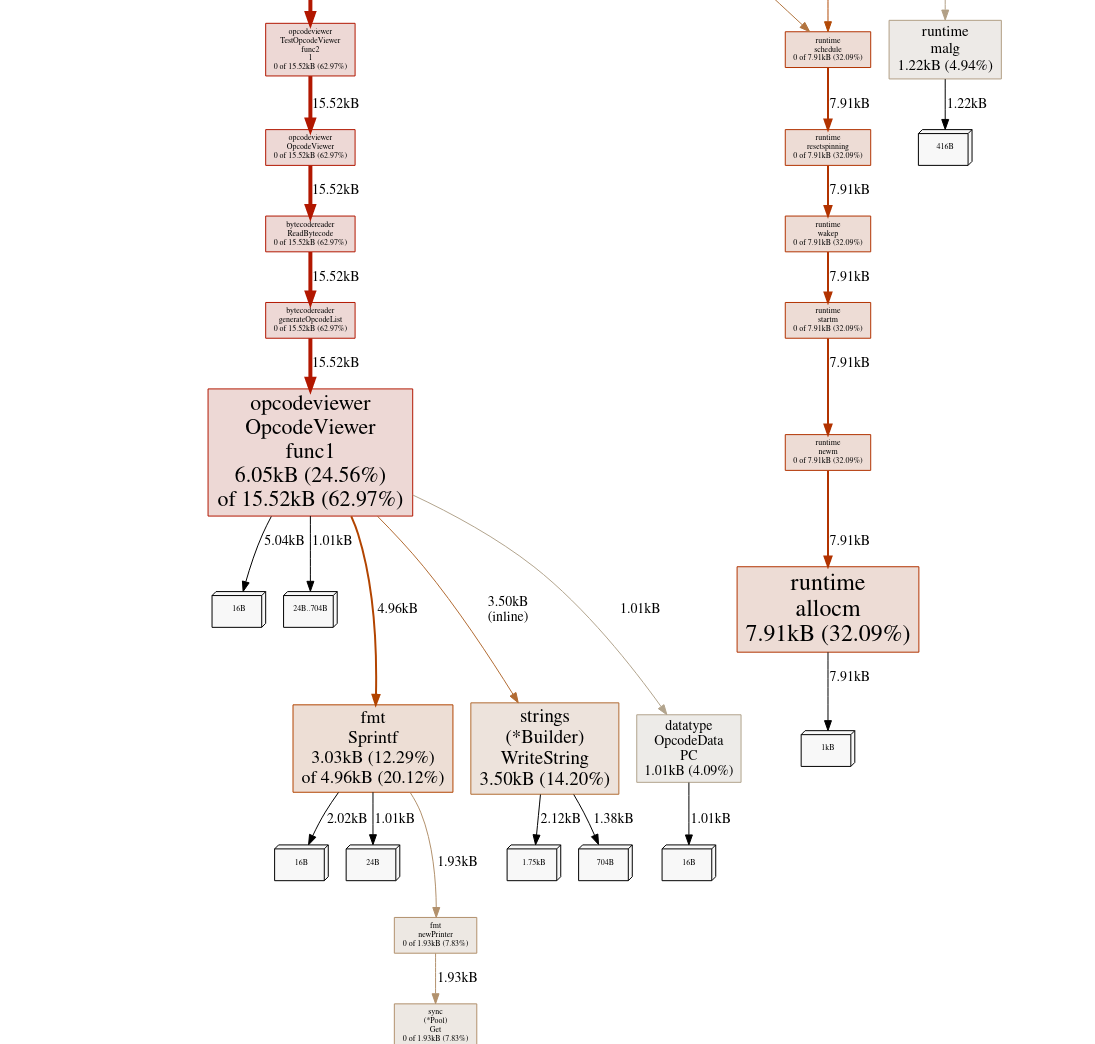 opcodeviewer
TestOpcodeViewer
func2
1
0 of 15.52kB (62.97%)
15.52kB
opcodeviewer
OpcodeViewer
0 of 15.52kB (62.97%)
15.52kB
bytecodereader
ReadBytecode
0 of 15.52kB (62.97%)
15.52kB
bytecodereader
generateOpcodeList
0 of 15.52kB (62.97%)
15.52kB
opcodeviewer
OpcodeViewer
func1
6.05kB (24.56%)
of 15.52kB (62.97%)
5.04kB
1.01kB
4.96kB
3.50kB
(inline)
1.01kB
16B
24B..704B
fmt
Sprintf
3.03kB (12.29%)
of 4.96kB (20.12%)
strings
(*Builder)
WriteString
3.50kB (14.20%)
datatype
OpcodeData
PC
1.01kB (4.09%)
2.02kB
1.01kB
1.93kB
2.12kB
1.38kB
1.01kB
16B
24B
1.75kB
704B
16B
fmt
newPrinter
0 of 1.93kB (7.83%)
1.93kB
sync
(*Pool)
Get
0 of 1.93kB (7.83%)
runtime
schedule
0 of 7.91kB (32.09%)
7.91kB
runtime
resetspinning
0 of 7.91kB (32.09%)
7.91kB
runtime
wakep
0 of 7.91kB (32.09%)
7.91kB
runtime
startm
0 of 7.91kB (32.09%)
7.91kB
runtime
newm
0 of 7.91kB (32.09%)
7.91kB
runtime
allocm
7.91kB (32.09%)
7.91kB
1kB
runtime
malg
1.22kB (4.94%)
1.22kB
416B